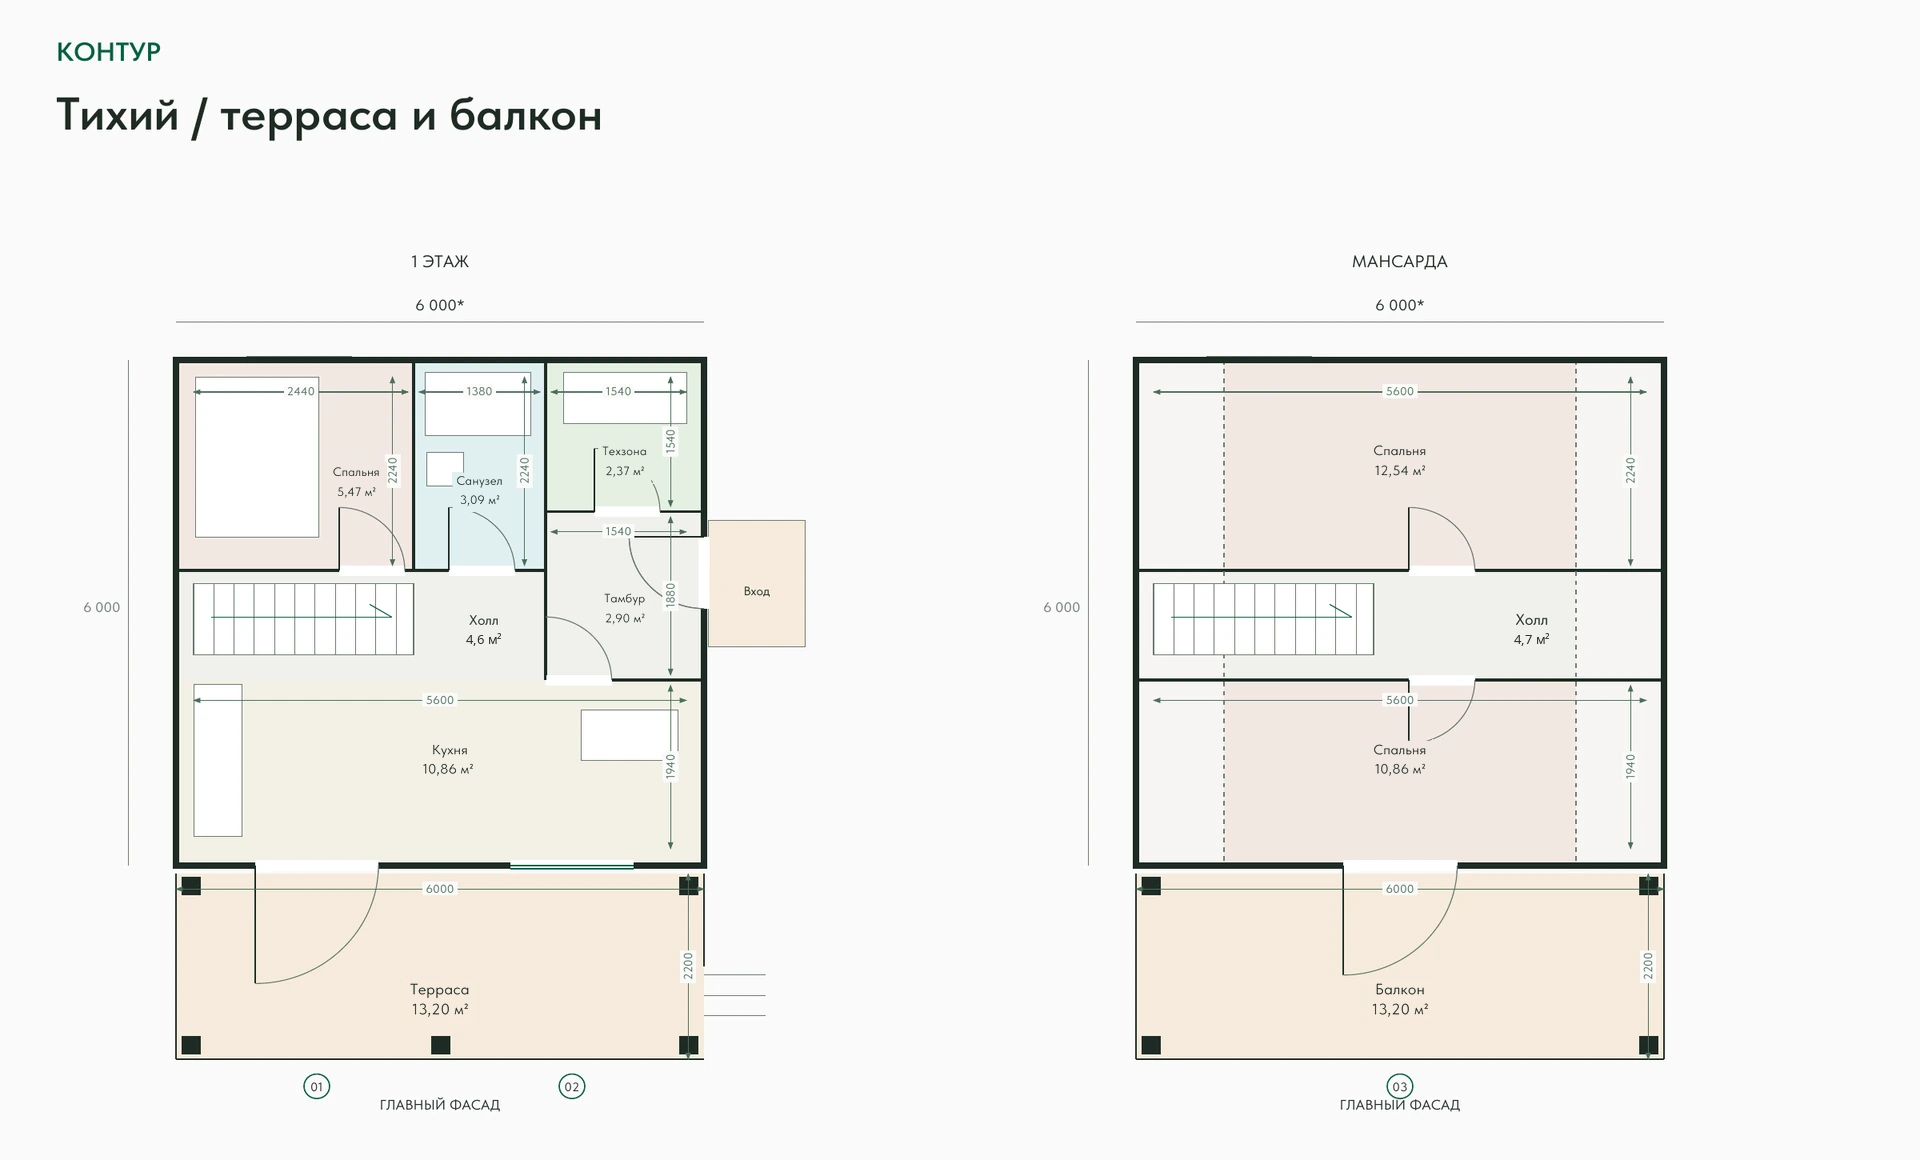 КОНТУР
Тихий / терраса и балкон
1 ЭТАЖ
6 000*
6 000
2440
1380
1540
2240
2240
1540
Спальня
5,47 м²
Санузел
3,09 м²
Техзона
2,37 м²
1540
1880
Тамбур
2,90 м²
Вход
Холл
4,6 м²
5600
Кухня
10,86 м²
1940
6000
2200
Терраса
13,20 м²
01
02
ГЛАВНЫЙ ФАСАД
МАНСАРДА
6 000*
6 000
5600
2240
Спальня
12,54 м²
Холл
4,7 м²
5600
Спальня
10,86 м²
1940
6000
2200
Балкон
13,20 м²
03
ГЛАВНЫЙ ФАСАД